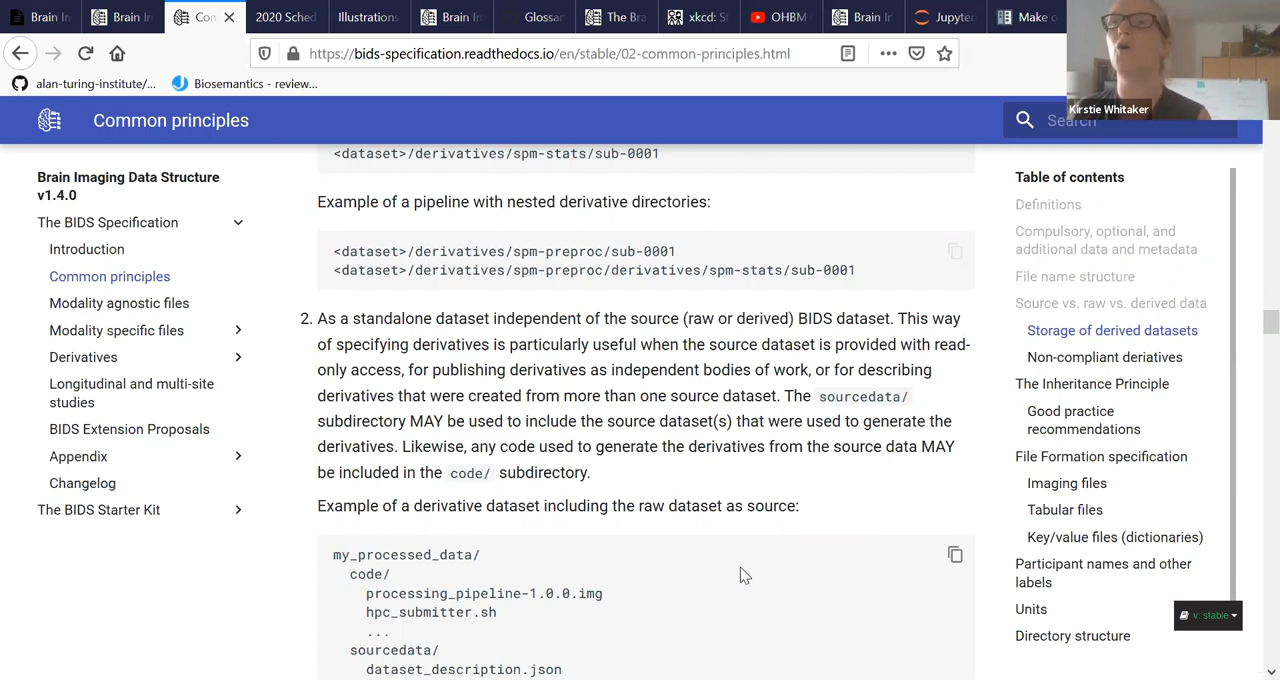 Brain In
Brain In
Con
2020 Sched
Illustrations
Brain In
Glossar
The Bra
xkcd: St
OHBM
Brain In
Jupyter
Make o
https://bids-specification.readthedocs.io/en/stable/02-common-principles.html
alan-turing-institute/...
Biosemantics - review...
Kirstie Whitaker
Common principles
Search
Brain Imaging Data Structure
v1.4.0
The BIDS Specification
Introduction
Common principles
Modality agnostic files
Modality specific files
Derivatives
Longitudinal and multi-site
studies
BIDS Extension Proposals
Appendix
Changelog
The BIDS Starter Kit
<dataset>/derivatives/spm-stats/sub-0001
Example of a pipeline with nested derivative directories:
<dataset>/derivatives/spm-preproc/sub-0001
<dataset>/derivatives/spm-preproc/derivatives/spm-stats/sub-0001
2. As a standalone dataset independent of the source (raw or derived) BIDS dataset. This way
of specifying derivatives is particularly useful when the source dataset is provided with read-
only access, for publishing derivatives as independent bodies of work, or for describing
derivatives that were created from more than one source dataset. The sourcedata/
subdirectory MAY be used to include the source dataset(s) that were used to generate the
derivatives. Likewise, any code used to generate the derivatives from the source data MAY
be included in the code/ subdirectory.
Example of a derivative dataset including the raw dataset as source:
my_processed_data/
code/
processing_pipeline-1.0.0.img
hpc_submitter.sh
...
sourcedata/
dataset_description.json
Table of contents
Definitions
Compulsory, optional, and
additional data and metadata
File name structure
Source vs. raw vs. derived data
Storage of derived datasets
Non-compliant deriatives
The Inheritance Principle
Good practice
recommendations
File Formation specification
Imaging files
Tabular files
Key/value files (dictionaries)
Participant names and other
labels
Units
Directory structure
v: stable